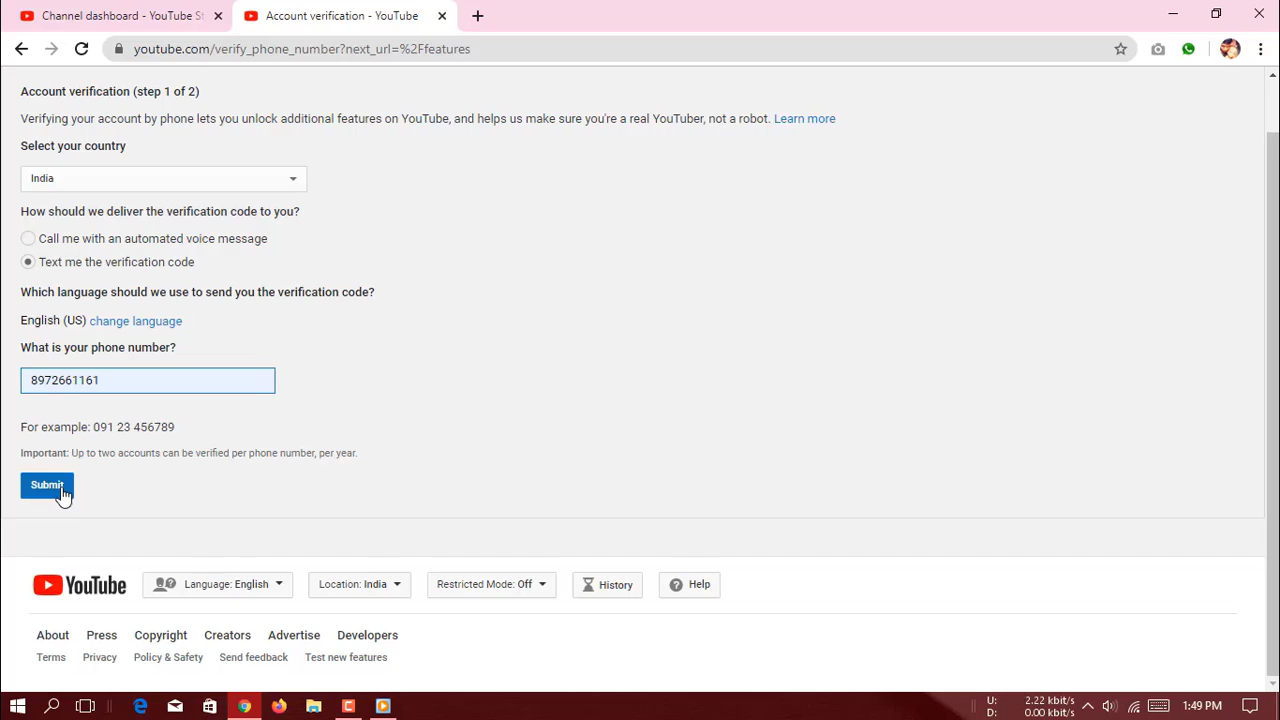 Channel dashboard - YouTube St
Account verification - YouTube
youtube.com/verify_phone_number?next_url=%2Ffeatures
Account verification (step 1 of 2)
Verifying your account by phone lets you unlock additional features on YouTube, and helps us make sure you're a real YouTuber, not a robot. Learn more
Select your country
India
How should we deliver the verification code to you?
Call me with an automated voice message
Text me the verification code
Which language should we use to send you the verification code?
English (US) change language
What is your phone number?
8972661161
For example: 091 23 456789
Important: Up to two accounts can be verified per phone number, per year.
Submit
YouTube Language: English Location: India Restricted Mode: Off History Help
About Press Copyright Creators Advertise Developers
Terms Privacy Policy & Safety Send feedback Test new features
U: 2.22 kbit/s
D: 0.00 kbit/s
1:49 PM